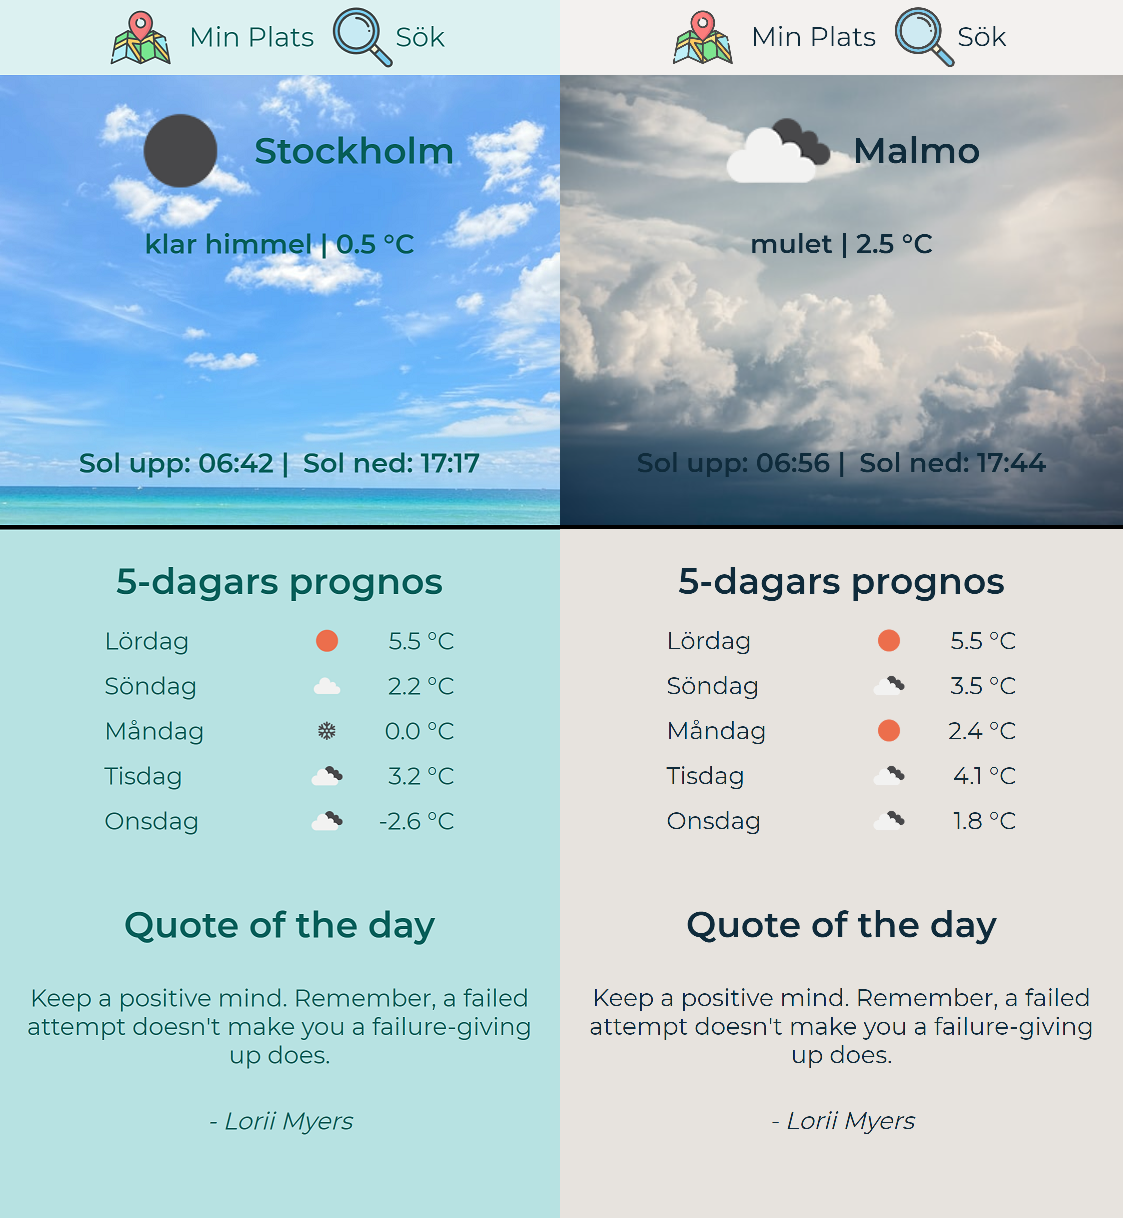 Min Plats
Sök
Stockholm
klar himmel | 0.5 °C
Sol upp: 06:42 | Sol ned: 17:17
5-dagars prognos
Lördag 5.5 °C
Söndag 2.2 °C
Måndag 0.0 °C
Tisdag 3.2 °C
Onsdag -2.6 °C
Quote of the day
Keep a positive mind. Remember, a failed
attempt doesn't make you a failure-giving
up does.
- Lorii Myers
Min Plats
Sök
Malmo
mulet | 2.5 °C
Sol upp: 06:56 | Sol ned: 17:44
5-dagars prognos
Lördag 5.5 °C
Söndag 3.5 °C
Måndag 2.4 °C
Tisdag 4.1 °C
Onsdag 1.8 °C
Quote of the day
Keep a positive mind. Remember, a failed
attempt doesn't make you a failure-giving
up does.
- Lorii Myers